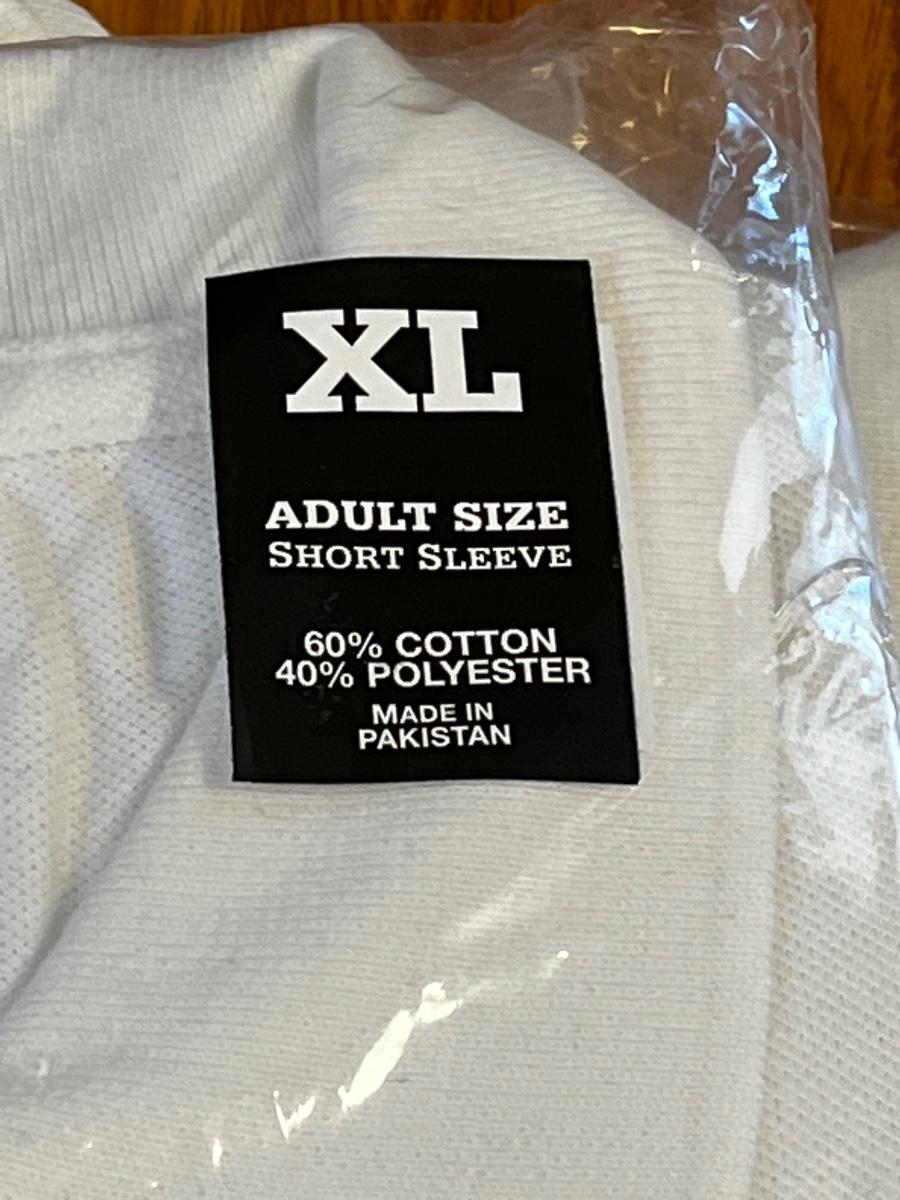 XL
ADULT SIZE
SHORT SLEEVE
60% COTTON
40% POLYESTER
MADE IN
PAKISTAN